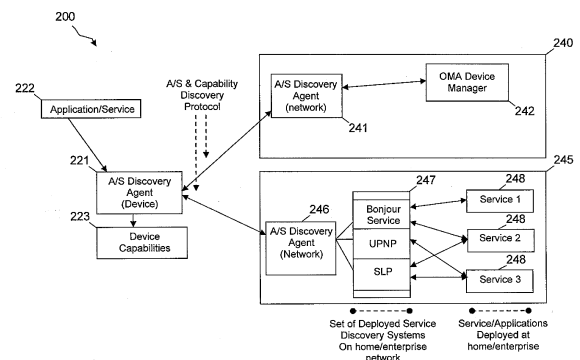 200
222
Application/Service
A/S & Capability
Discovery
Protocol
221
A/S Discovery
Agent
(Device)
223
Device
Capabilities
240
A/S Discovery
Agent
(network)
241
OMA Device
Manager
242
245
246
A/S Discovery
Agent
(Network)
247
Bonjour
Service
UPNP
SLP
248
Service 1
248
Service 2
248
Service 3
Set of Deployed Service
Discovery Systems
On home/enterprise
network
Service/Applications
Deployed at
home/enterprise